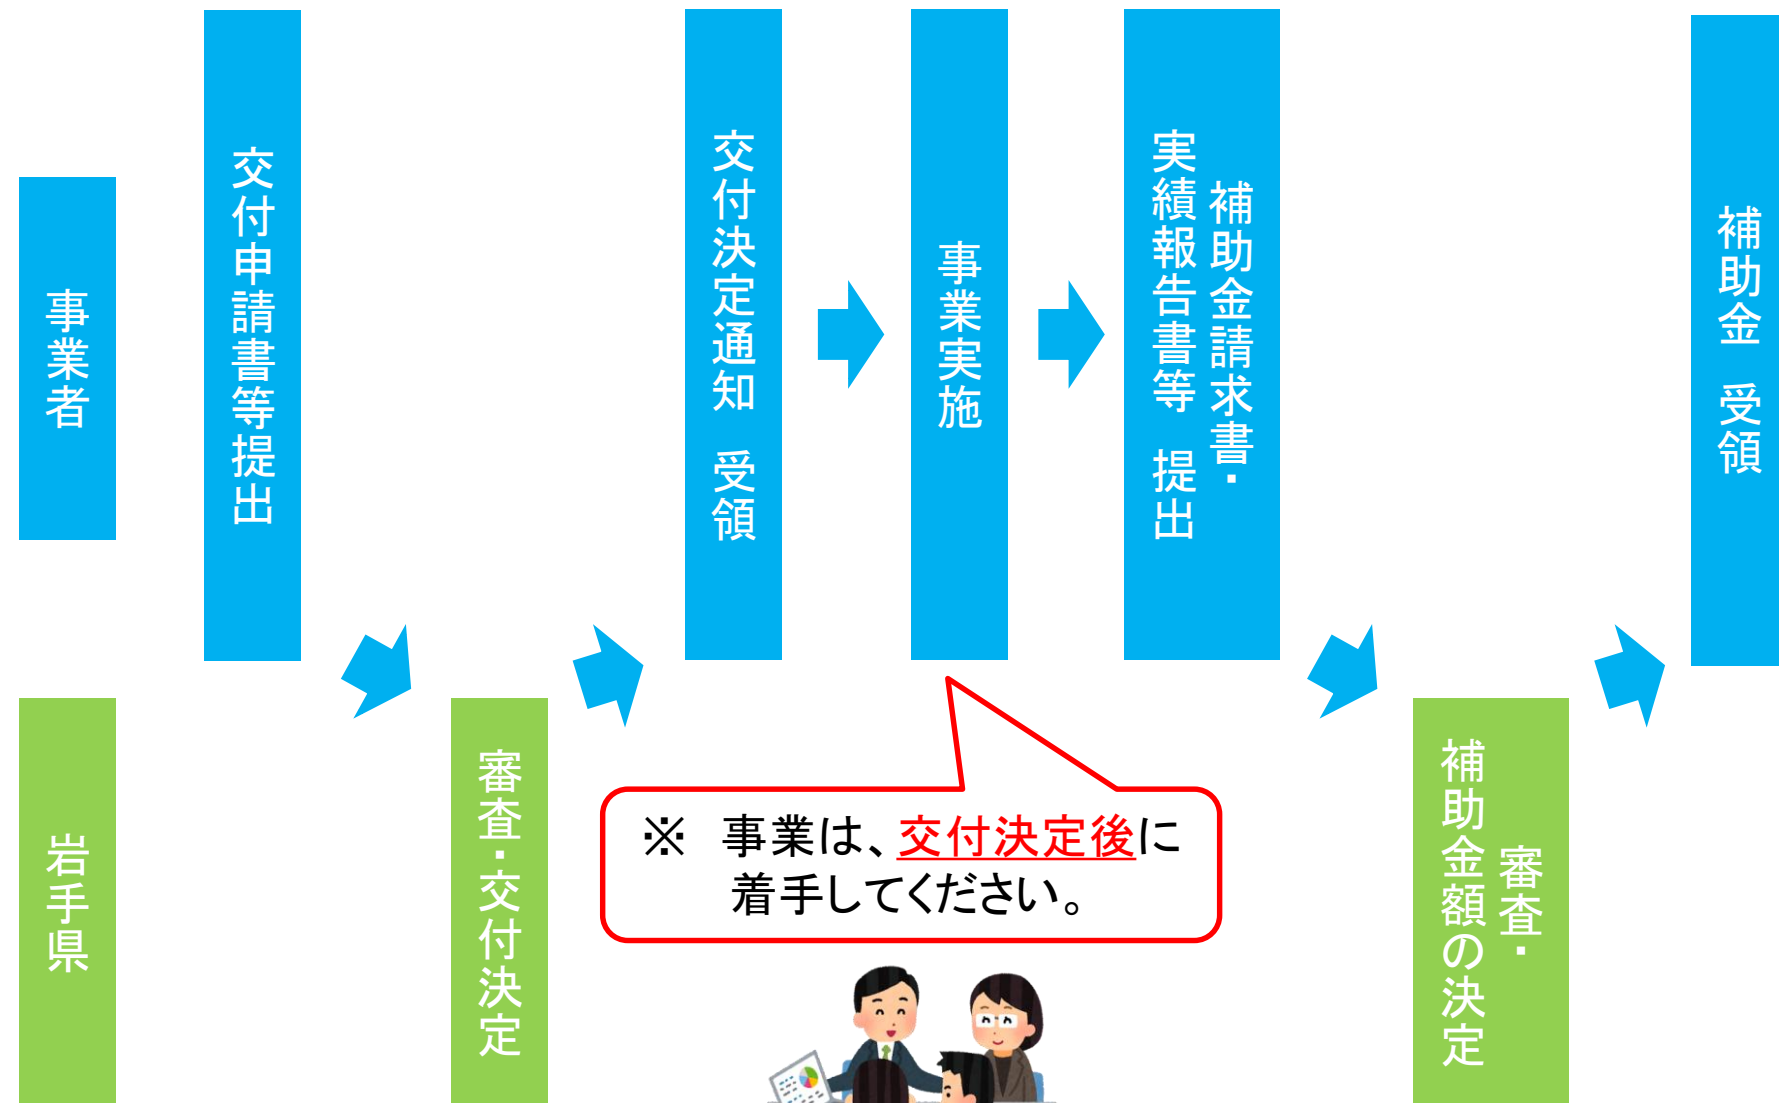 事業者
交付申請書等提出
交付決定通知　受領
事業実施
補助金請求書・
実績報告書等　提出
補助金　受領
岩手県
審査・交付決定
※　事業は、交付決定後に
着手してください。
審査・
補助金額の決定